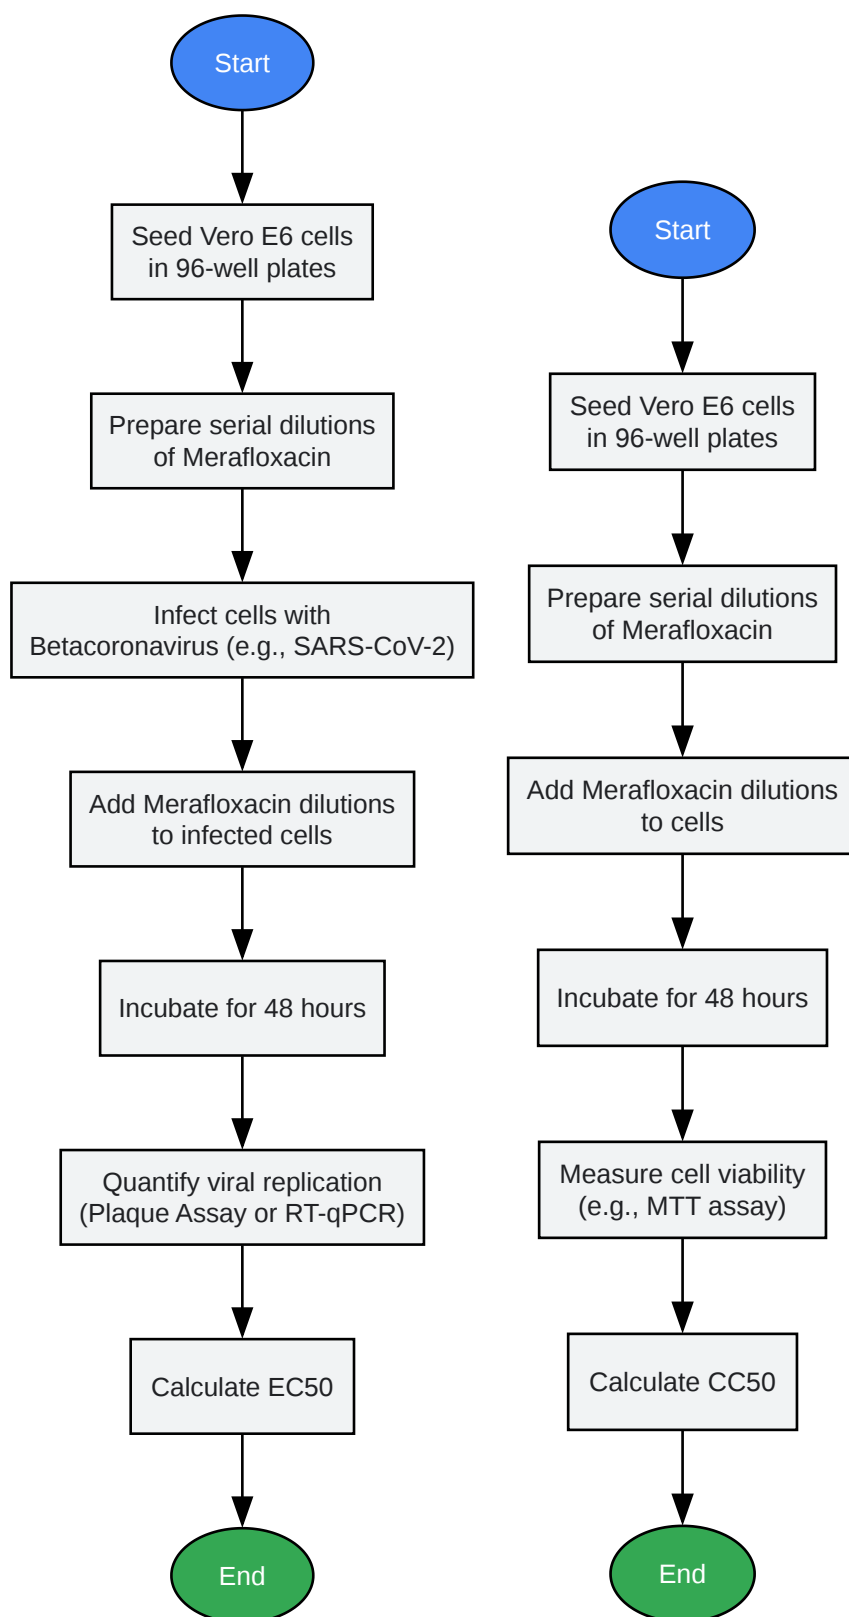 Start
Seed Vero E6 cells
in 96-well plates
Prepare serial dilutions
of Merafloxacin
Infect cells with
Betacoronavirus (e.g., SARS-CoV-2)
Add Merafloxacin dilutions
to infected cells
Incubate for 48 hours
Quantify viral replication
(Plaque Assay or RT-qPCR)
Calculate EC50
End
Start
Seed Vero E6 cells
in 96-well plates
Prepare serial dilutions
of Merafloxacin
Add Merafloxacin dilutions
to cells
Incubate for 48 hours
Measure cell viability
(e.g., MTT assay)
Calculate CC50
End